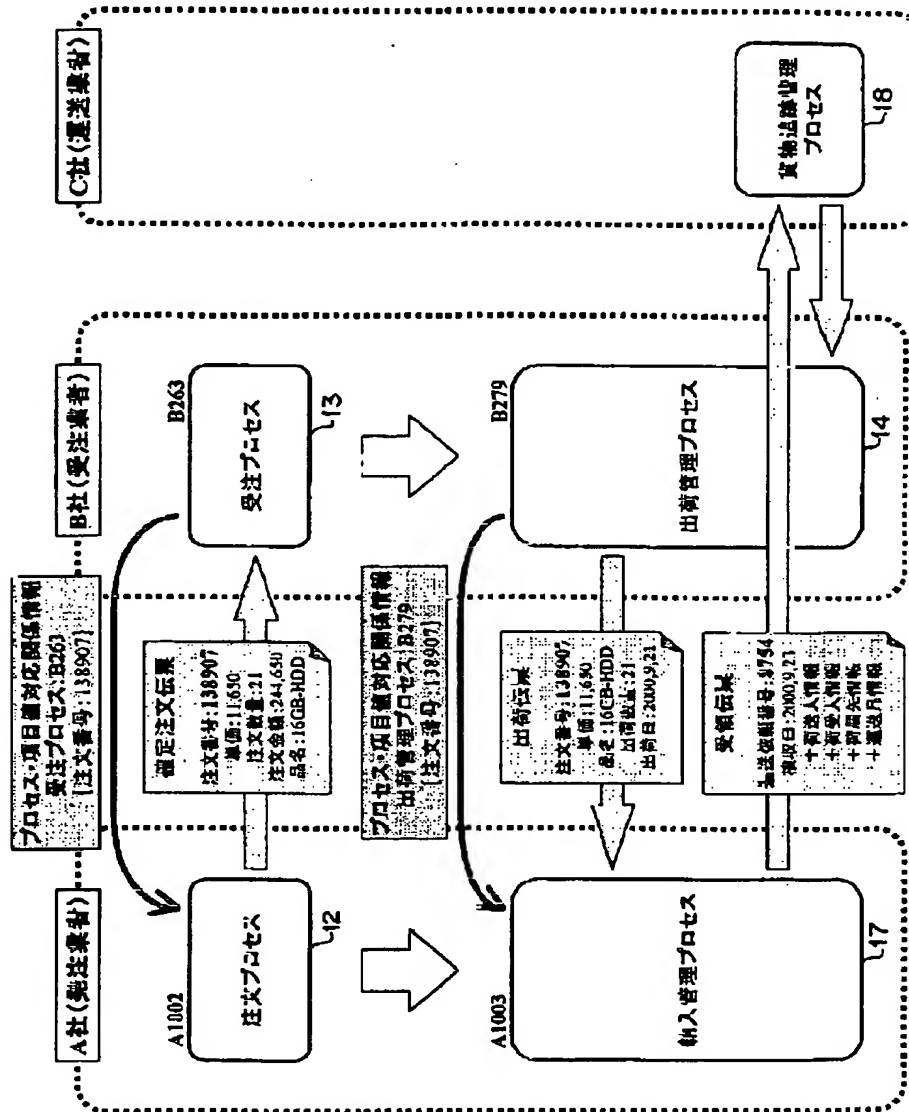 A社(発注業者)
B社(受注業者)
C社(運送業者)
プロセス・項目値対応関係情報
受注プロセス:B263
[注文番号:138907]
A1002
注文プロセス
12
確定注文伝票
注文番号:138907
単価:11,650
注文数量:21
注文金額:244,650
品名:16GB-HDD
B263
受注プロセス
13
プロセス・項目値対応関係情報
出荷管理プロセス:B279
[注文番号:138907]
A1003
納入管理プロセス
17
出荷伝票
注文番号:138907
単価:11,650
品名:16GB-HDD
出荷数量:21
出荷日:2000,9,21
B279
出荷管理プロセス
14
受領伝票
運送依頼番号:
検収日:2000,9,23
+荷送人情報
+荷受人情報
+荷届先情報
+運送月情報
貨物追跡管理
プロセス
18